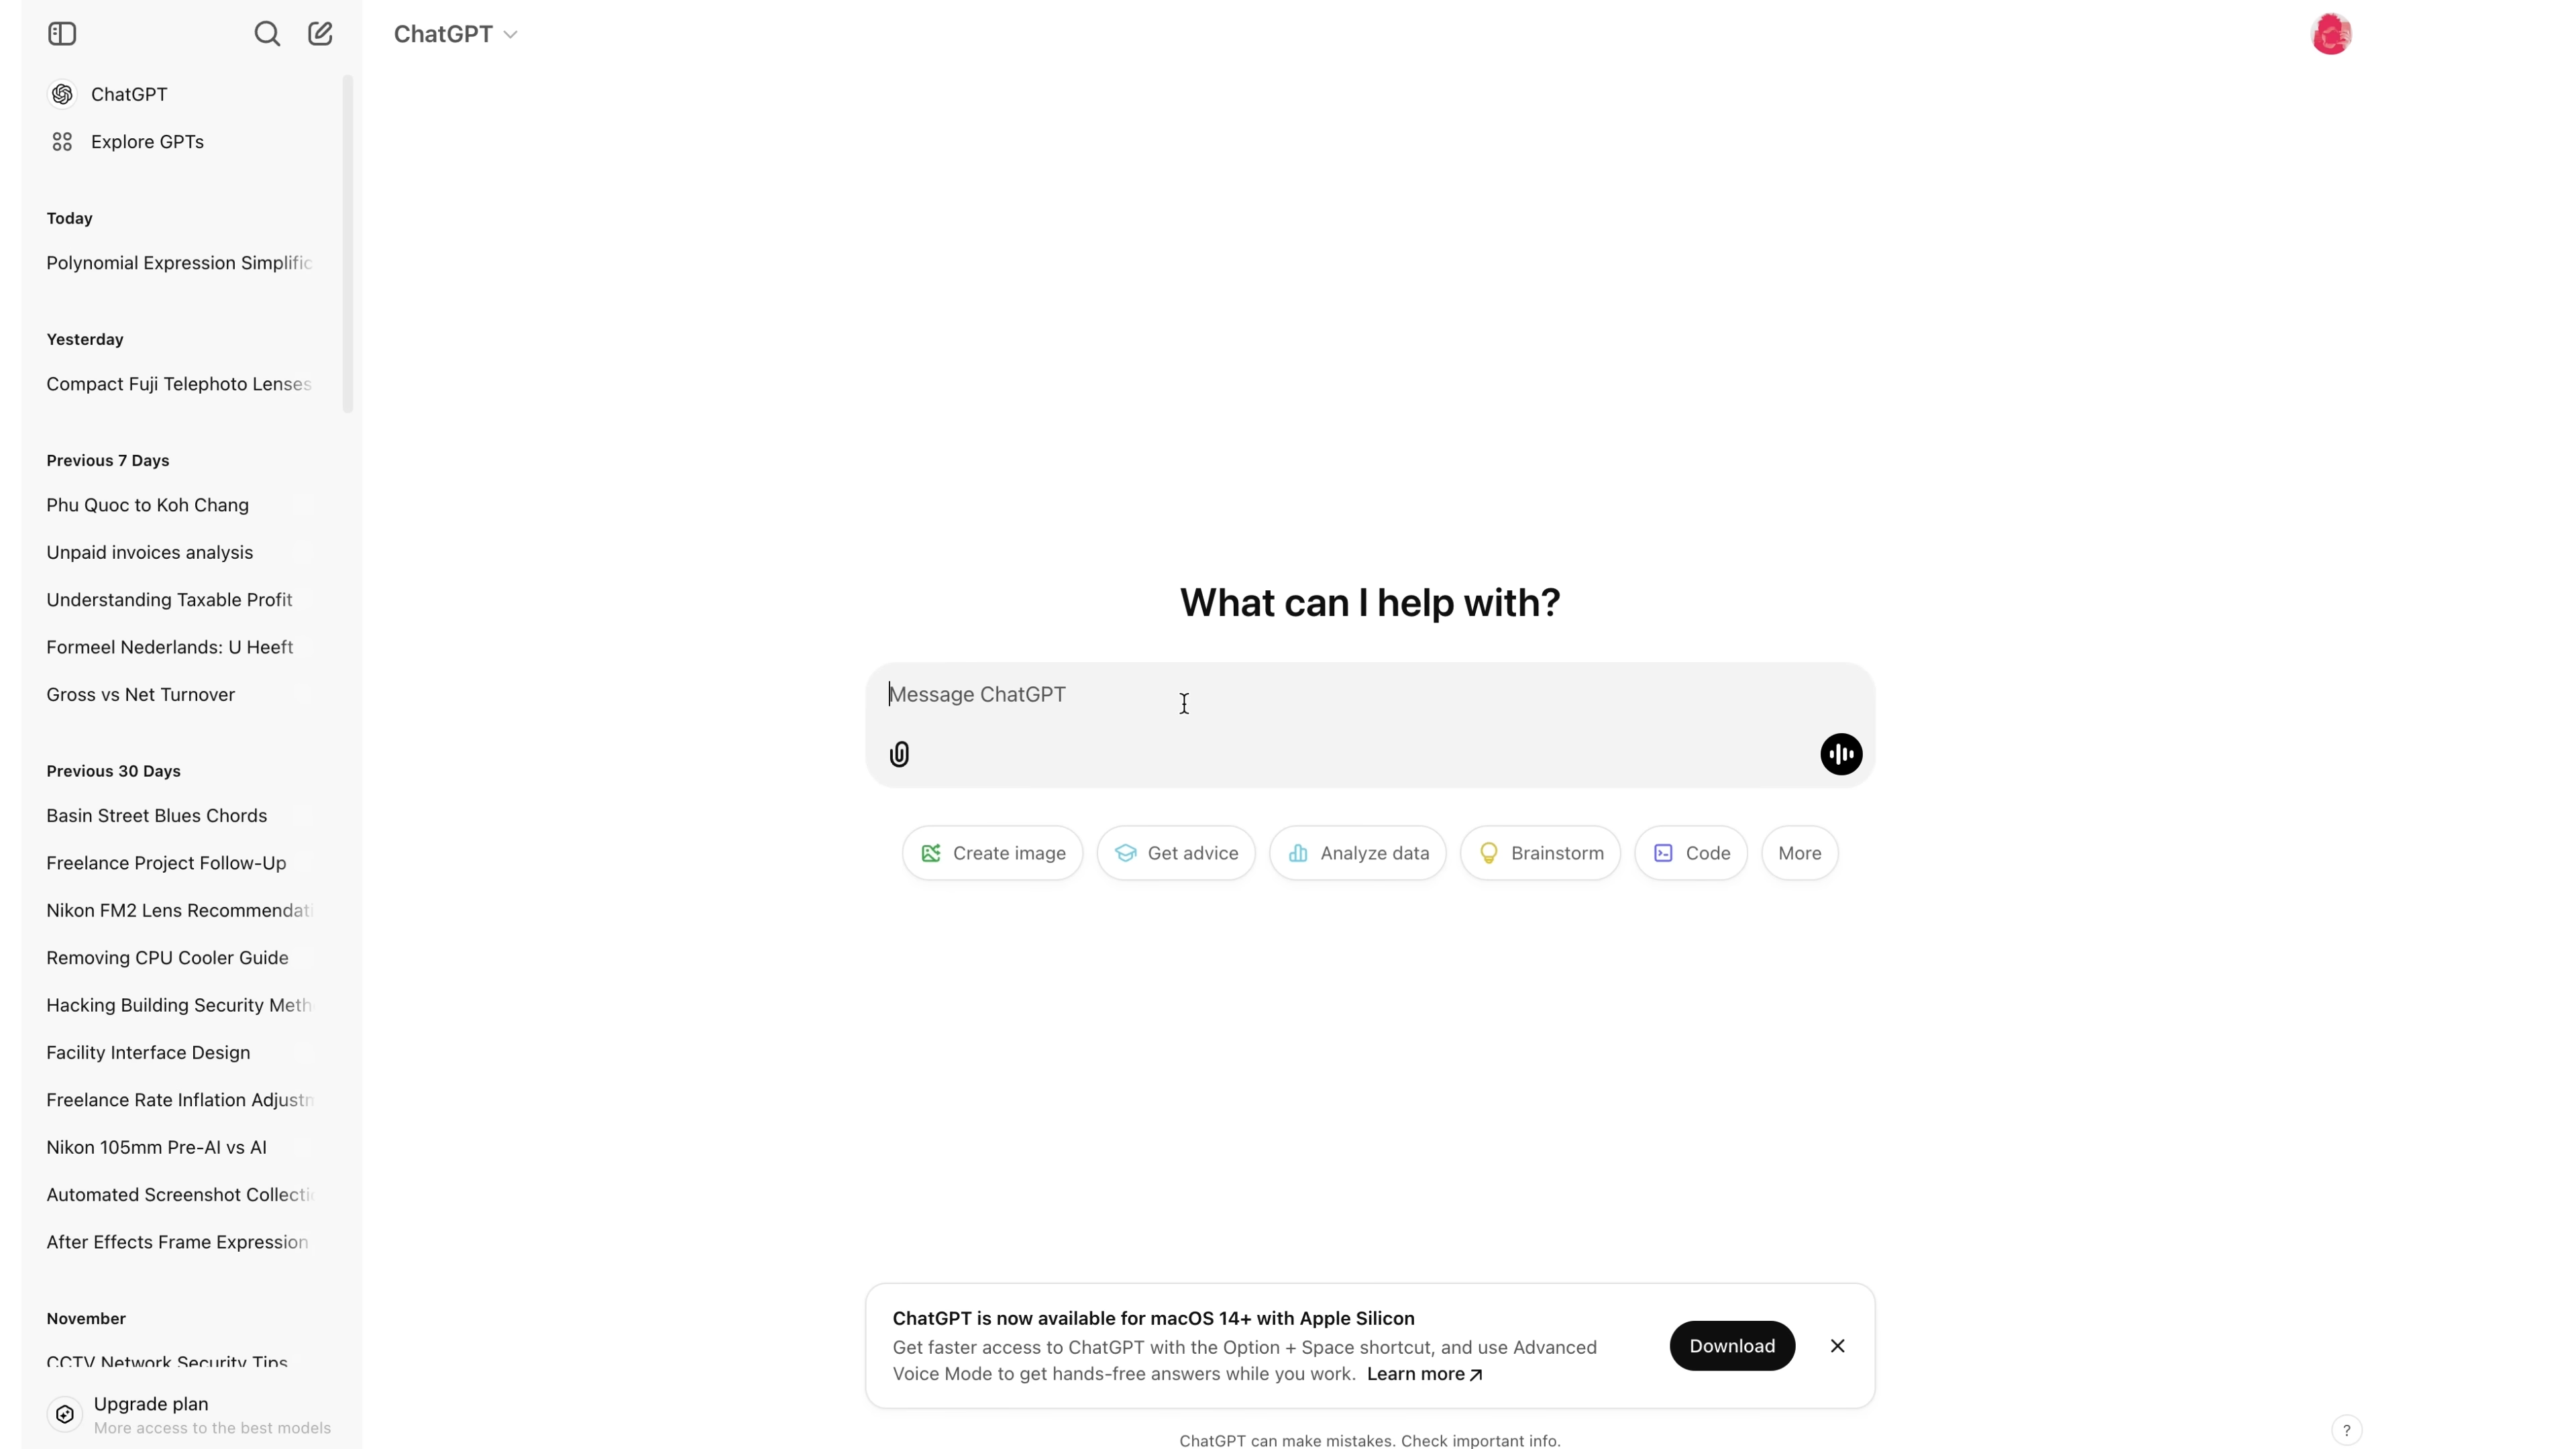 ChatGPT
ChatGPT
Explore GPTs
Today
Polynomial Expression Simplific
Yesterday
Compact Fuji Telephoto Lenses
Previous 7 Days
Phu Quoc to Koh Chang
Unpaid invoices analysis
Understanding Taxable Profit
Formeel Nederlands: U Heeft
Gross vs Net Turnover
Previous 30 Days
Basin Street Blues Chords
Freelance Project Follow-Up
Nikon FM2 Lens Recommendati
Removing CPU Cooler Guide
Hacking Building Security Meth
Facility Interface Design
Freelance Rate Inflation Adjustm
Nikon 105mm Pre-AI vs AI
Automated Screenshot Collecti
After Effects Frame Expression
November
CCTV Network Security Tips
Upgrade plan
More access to the best models
What can I help with?
Message ChatGPT
Create image
Get advice
Analyze data
Brainstorm
Code
More
ChatGPT is now available for macOS 14+ with Apple Silicon
Get faster access to ChatGPT with the Option + Space shortcut, and use Advanced
Voice Mode to get hands-free answers while you work. Learn more
Download
ChatGPT can make mistakes. Check important info.
?